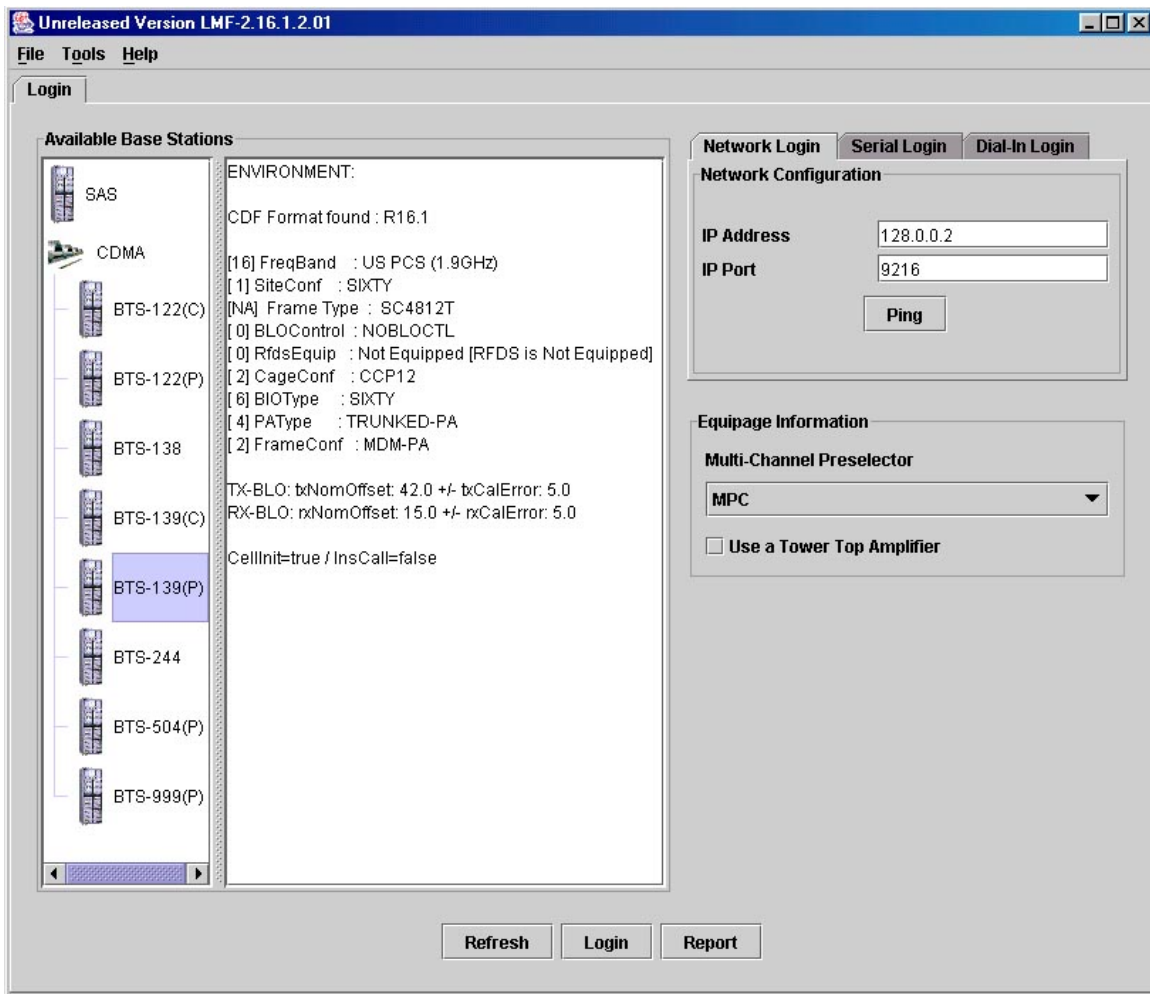 Unreleased Version LMF-2.16.1.2.01
File Tools Help
Login
Available Base Stations
SAS
CDMA
BTS-122(C)
BTS-122(P)
BTS-138
BTS-139(C)
BTS-139(P)
BTS-244
BTS-504(P)
BTS-999(P)
ENVIRONMENT:
CDF Format found : R16.1
[16] FreqBand : US PCS (1.9GHz)
[ 1] SiteConf : SIXTY
[NA] Frame Type : SC4812T
[ 0] BLOControl : NOBLOCTL
[ 0] RfdsEquip : Not Equipped [RFDS is Not Equipped]
[ 2] CageConf : CCP12
[ 6] BIOType : SIXTY
[ 4] PAType : TRUNKED-PA
[ 2] FrameConf : MDM-PA
TX-BLO: txNomOffset: 42.0 +/- txCalError: 5.0
RX-BLO: rxNomOffset: 15.0 +/- rxCalError: 5.0
CellInit=true / InsCall=false
Network Login Serial Login Dial-In Login
Network Configuration
IP Address 128.0.0.2
IP Port 9216
Ping
Equipage Information
Multi-Channel Preselector
MPC
Use a Tower Top Amplifier
Refresh Login Report